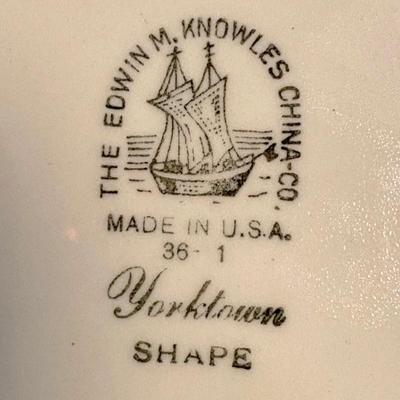 THE EDWIN M. KNOWLES CHINA-CO.
MADE IN U.S.A.
36-1
Yorktown
SHAPE